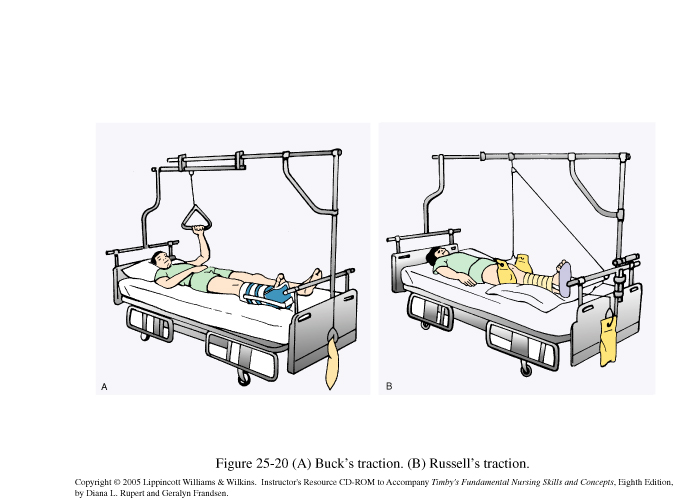 A
B
Figure 25-20 (A) Buck's traction. (B) Russell's traction.
Copyright © 2005 Lippincott Williams & Wilkins.  Instructor's Resource CD-ROM to Accompany Timby's Fundamental Nursing Skills and Concepts, Eighth Edition,
by Diana L. Rupert and Geralyn Frandsen.